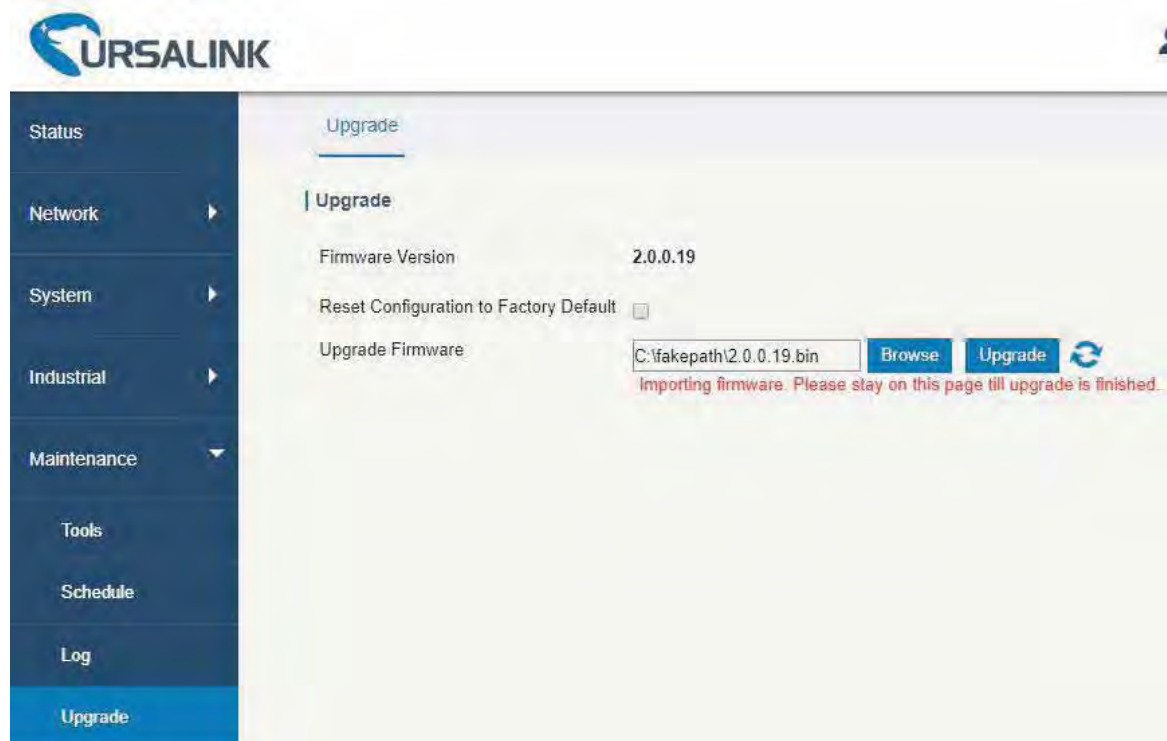 URSALINK
Status
Upgrade
Network
Upgrade
Firmware Version 2.0.0.19
System
Reset Configuration to Factory Default
Upgrade Firmware C:\fakepath\2.0.0.19.bin Browse Upgrade
Industrial
Importing firmware. Please stay on this page till upgrade is finished.
Maintenance
Tools
Schedule
Log
Upgrade